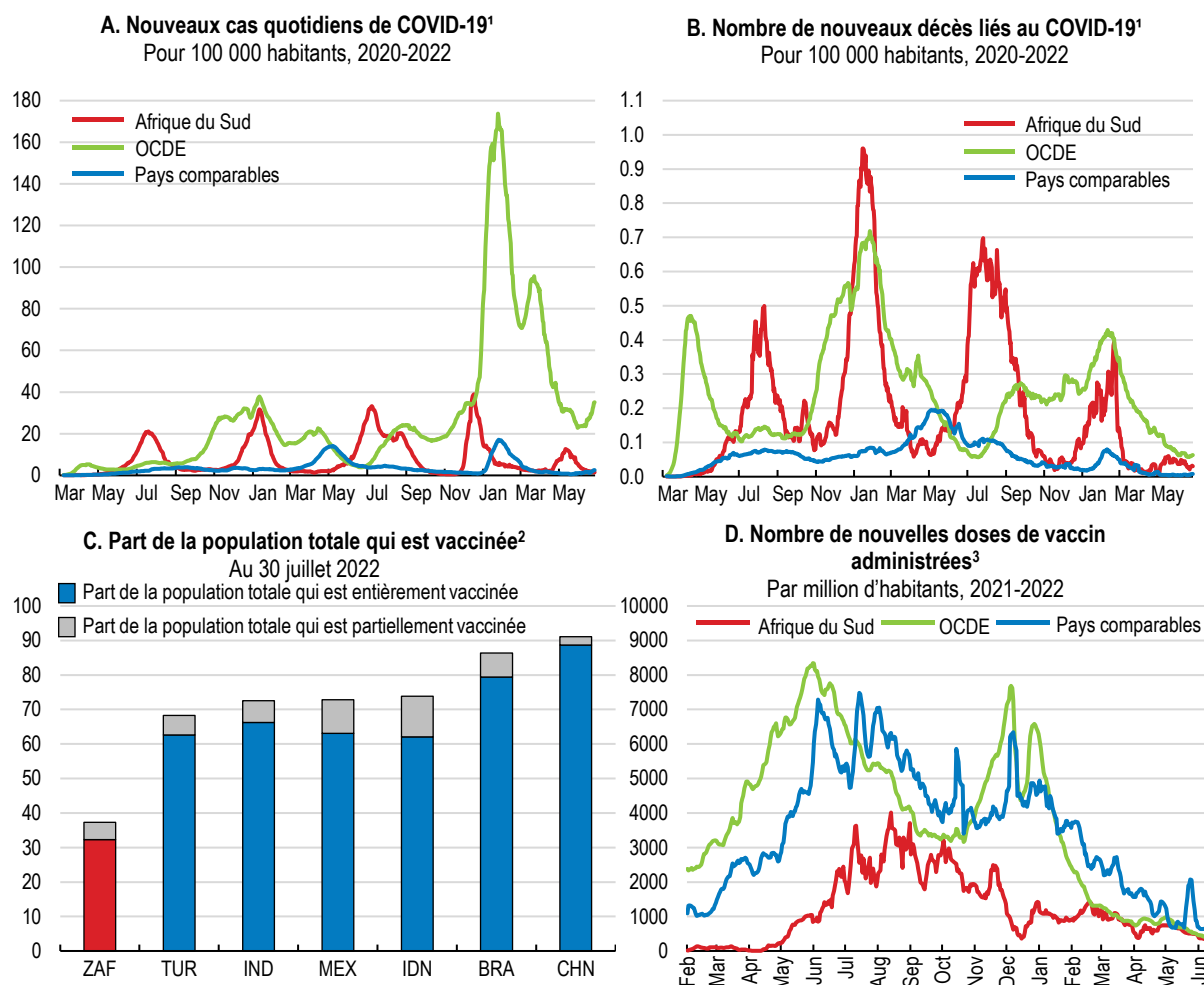 A. Nouveaux cas quotidiens de COVID-19¹
Pour 100 000 habitants, 2020-2022
180
160
140
120
100
80
60
40
20
0
Afrique du Sud
OCDE
Pays comparables
Mar May Jul Sep Nov Jan Mar May Jul Sep Nov Jan Mar May
B. Nombre de nouveaux décès liés au COVID-19¹
Pour 100 000 habitants, 2020-2022
1.1
1.0
0.9
0.8
0.7
0.6
0.5
0.4
0.3
0.2
0.1
0.0
Afrique du Sud
OCDE
Pays comparables
Mar May Jul Sep Nov Jan Mar May Jul Sep Nov Jan Mar May
C. Part de la population totale qui est vaccinée²
Au 30 juillet 2022
Part de la population totale qui est entièrement vaccinée
Part de la population totale qui est partiellement vaccinée
100
90
80
70
60
50
40
30
20
10
0
ZAF TUR IND MEX IDN BRA CHN
D. Nombre de nouvelles doses de vaccin
administrées³
Par million d'habitants, 2021-2022
10000
9000
8000
7000
6000
5000
4000
3000
2000
1000
0
Afrique du Sud OCDE Pays comparables
Feb Mar Apr May Jun Jul Aug Sep Oct Nov Dec Jan Feb Mar Apr May Jun